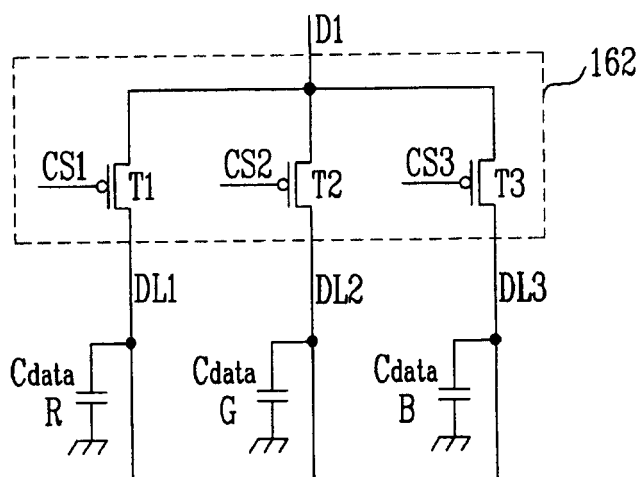 D1
162
CS1
T1
CS2
T2
CS3
T3
DL1
DL2
DL3
Cdata
R
Cdata
G
Cdata
B